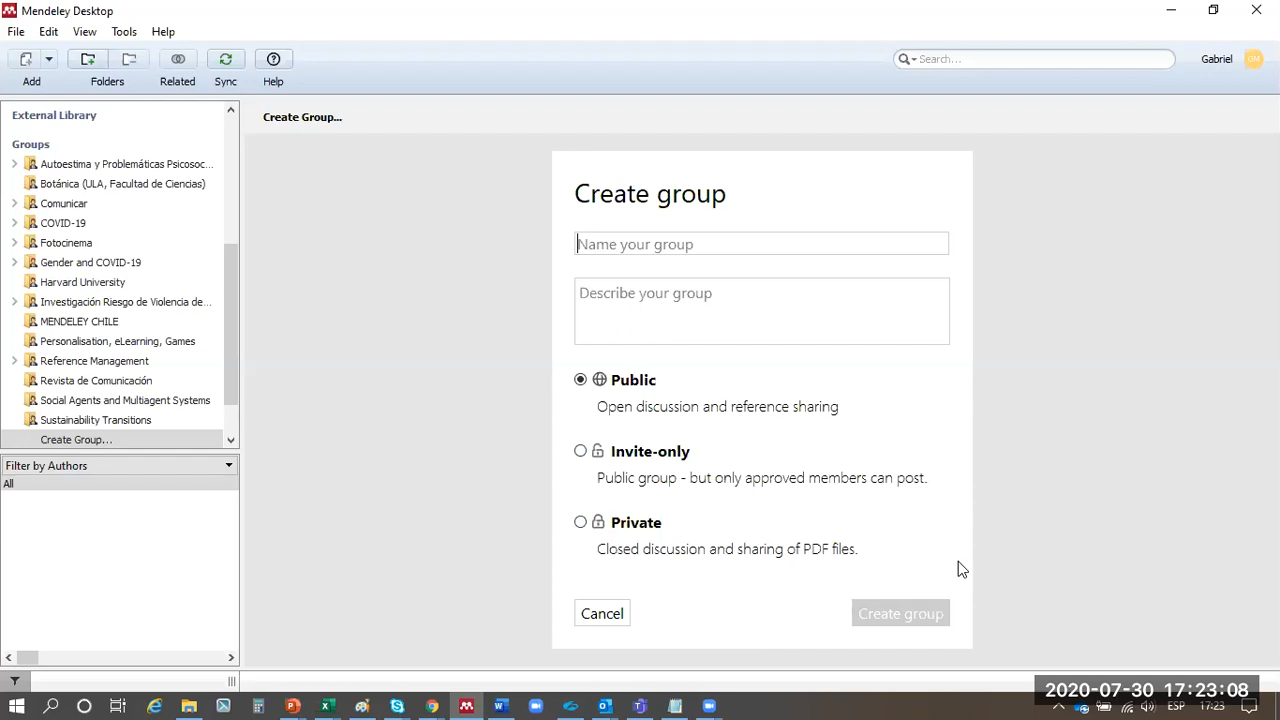 Mendeley Desktop
File Edit View Tools Help
Search...
Gabriel GM
Add Folders Related Sync Help
External Library
Groups
Autoestima y Problemáticas Psicosoc...
Botánica (ULA, Facultad de Ciencias)
Comunicar
COVID-19
Fotocinema
Gender and COVID-19
Harvard University
Investigación Riesgo de Violencia de...
MENDELEY CHILE
Personalisation, eLearning, Games
Reference Management
Revista de Comunicación
Social Agents and Multiagent Systems
Sustainability Transitions
Create Group...
Filter by Authors
All
Create Group...
Create group
Name your group
Describe your group
Public
Open discussion and reference sharing
Invite-only
Public group - but only approved members can post.
Private
Closed discussion and sharing of PDF files.
Cancel Create group
2020-07-30 17:23:08
ESP 17:23